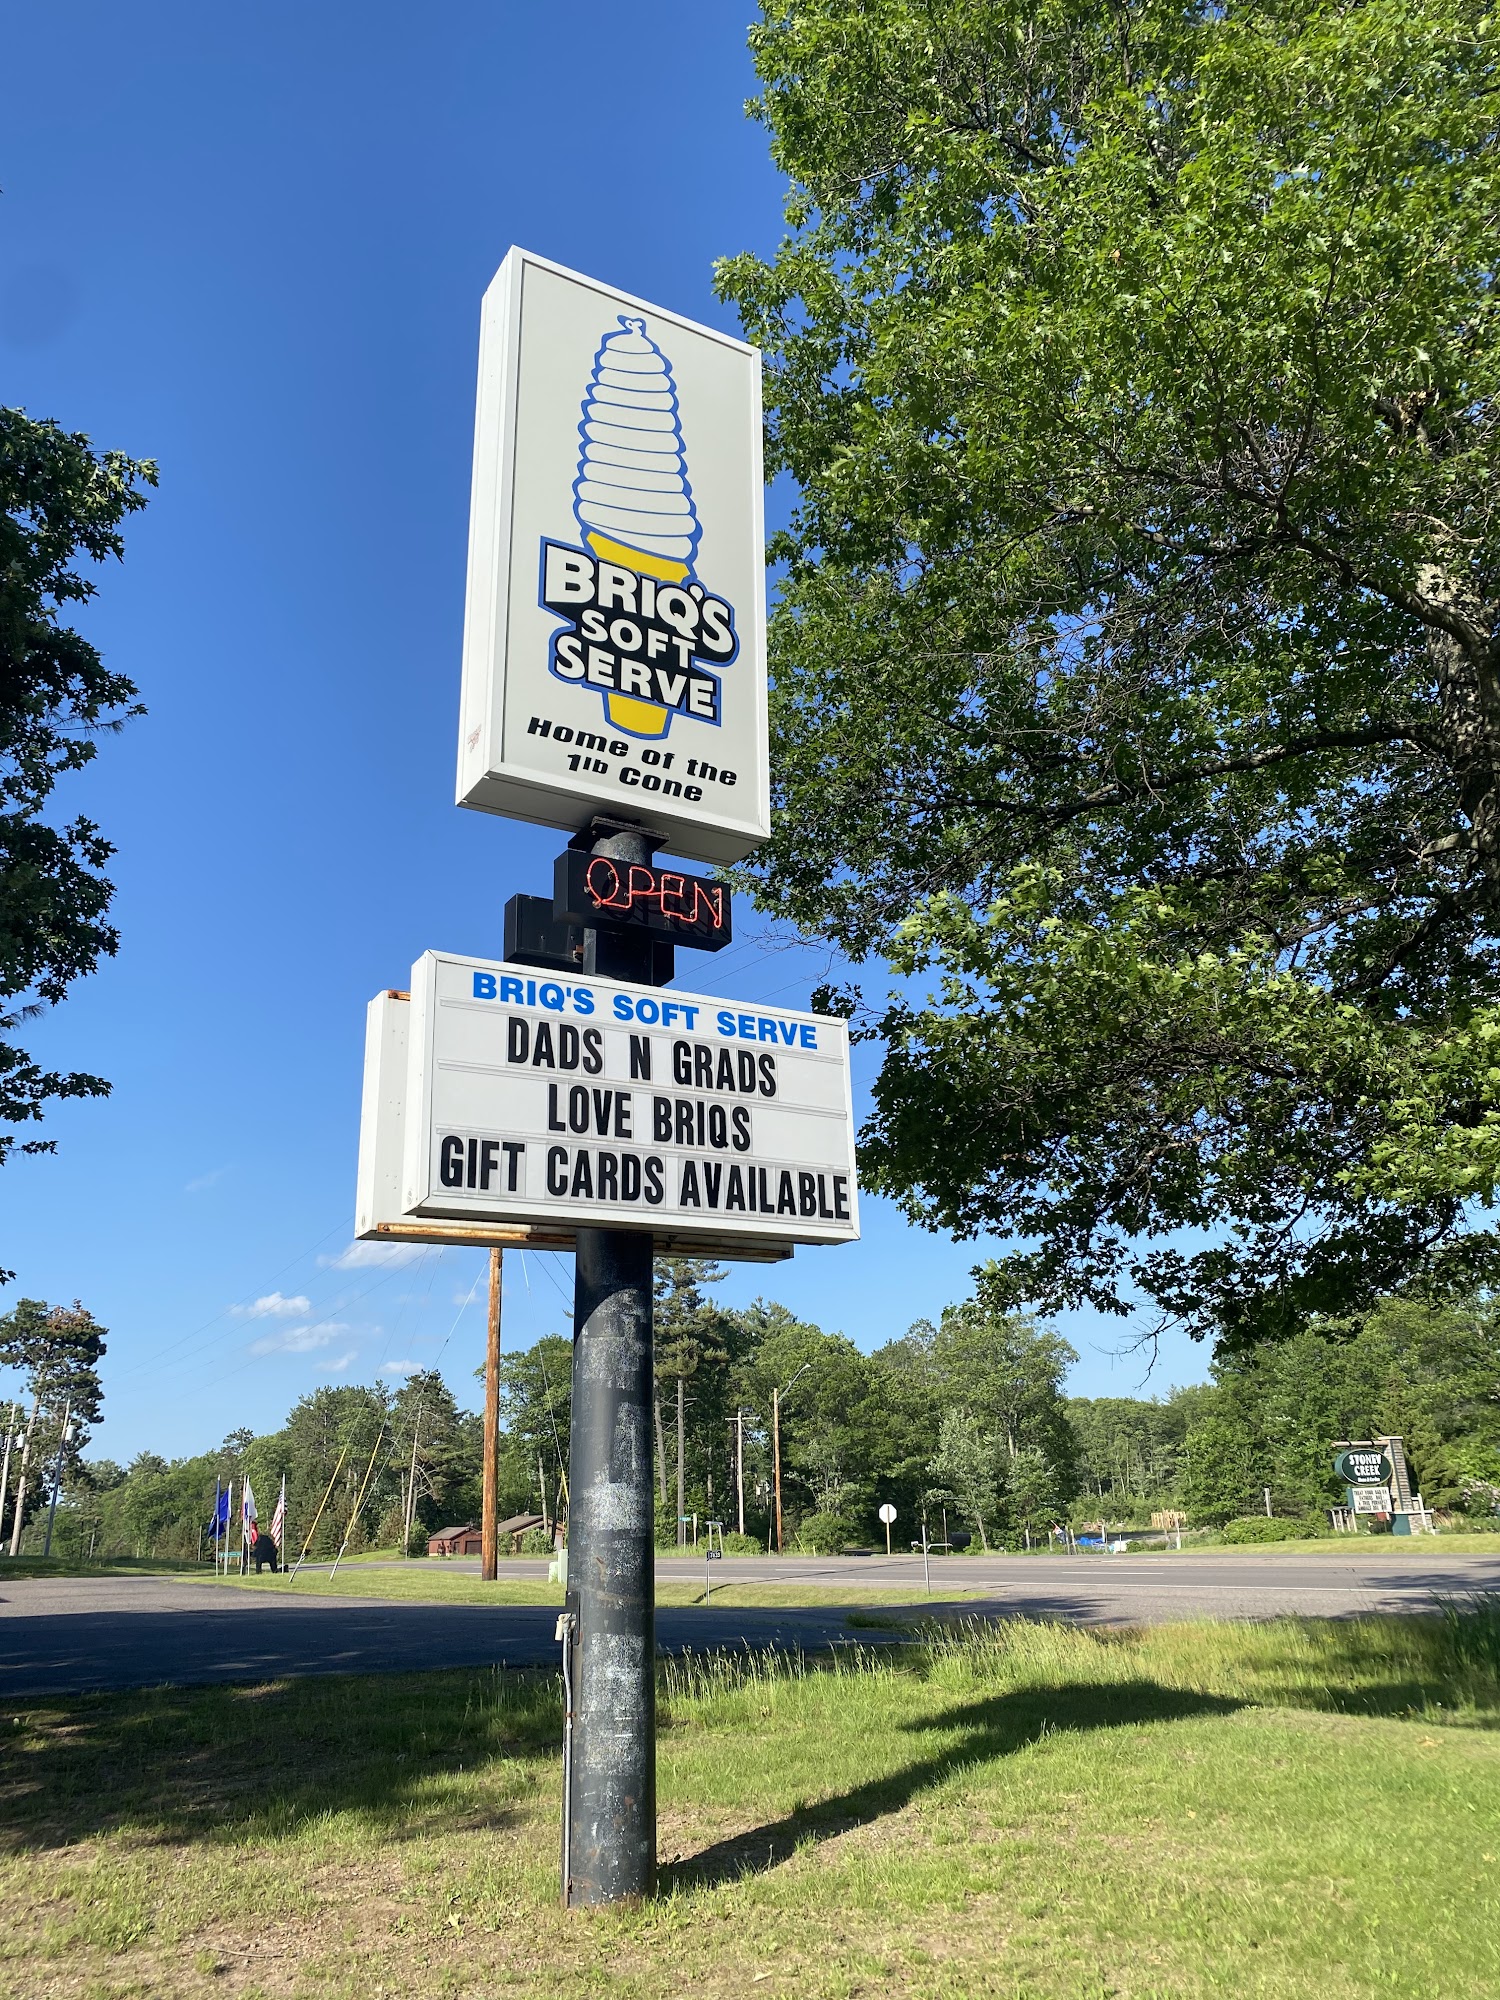 BRIQ'S
SOFT
SERVE
Home of the
1lb Cone
OPEN
BRIQ'S SOFT SERVE
DADS N GRADS
LOVE BRIQS
GIFT CARDS AVAILABLE
STONEY
CREEK